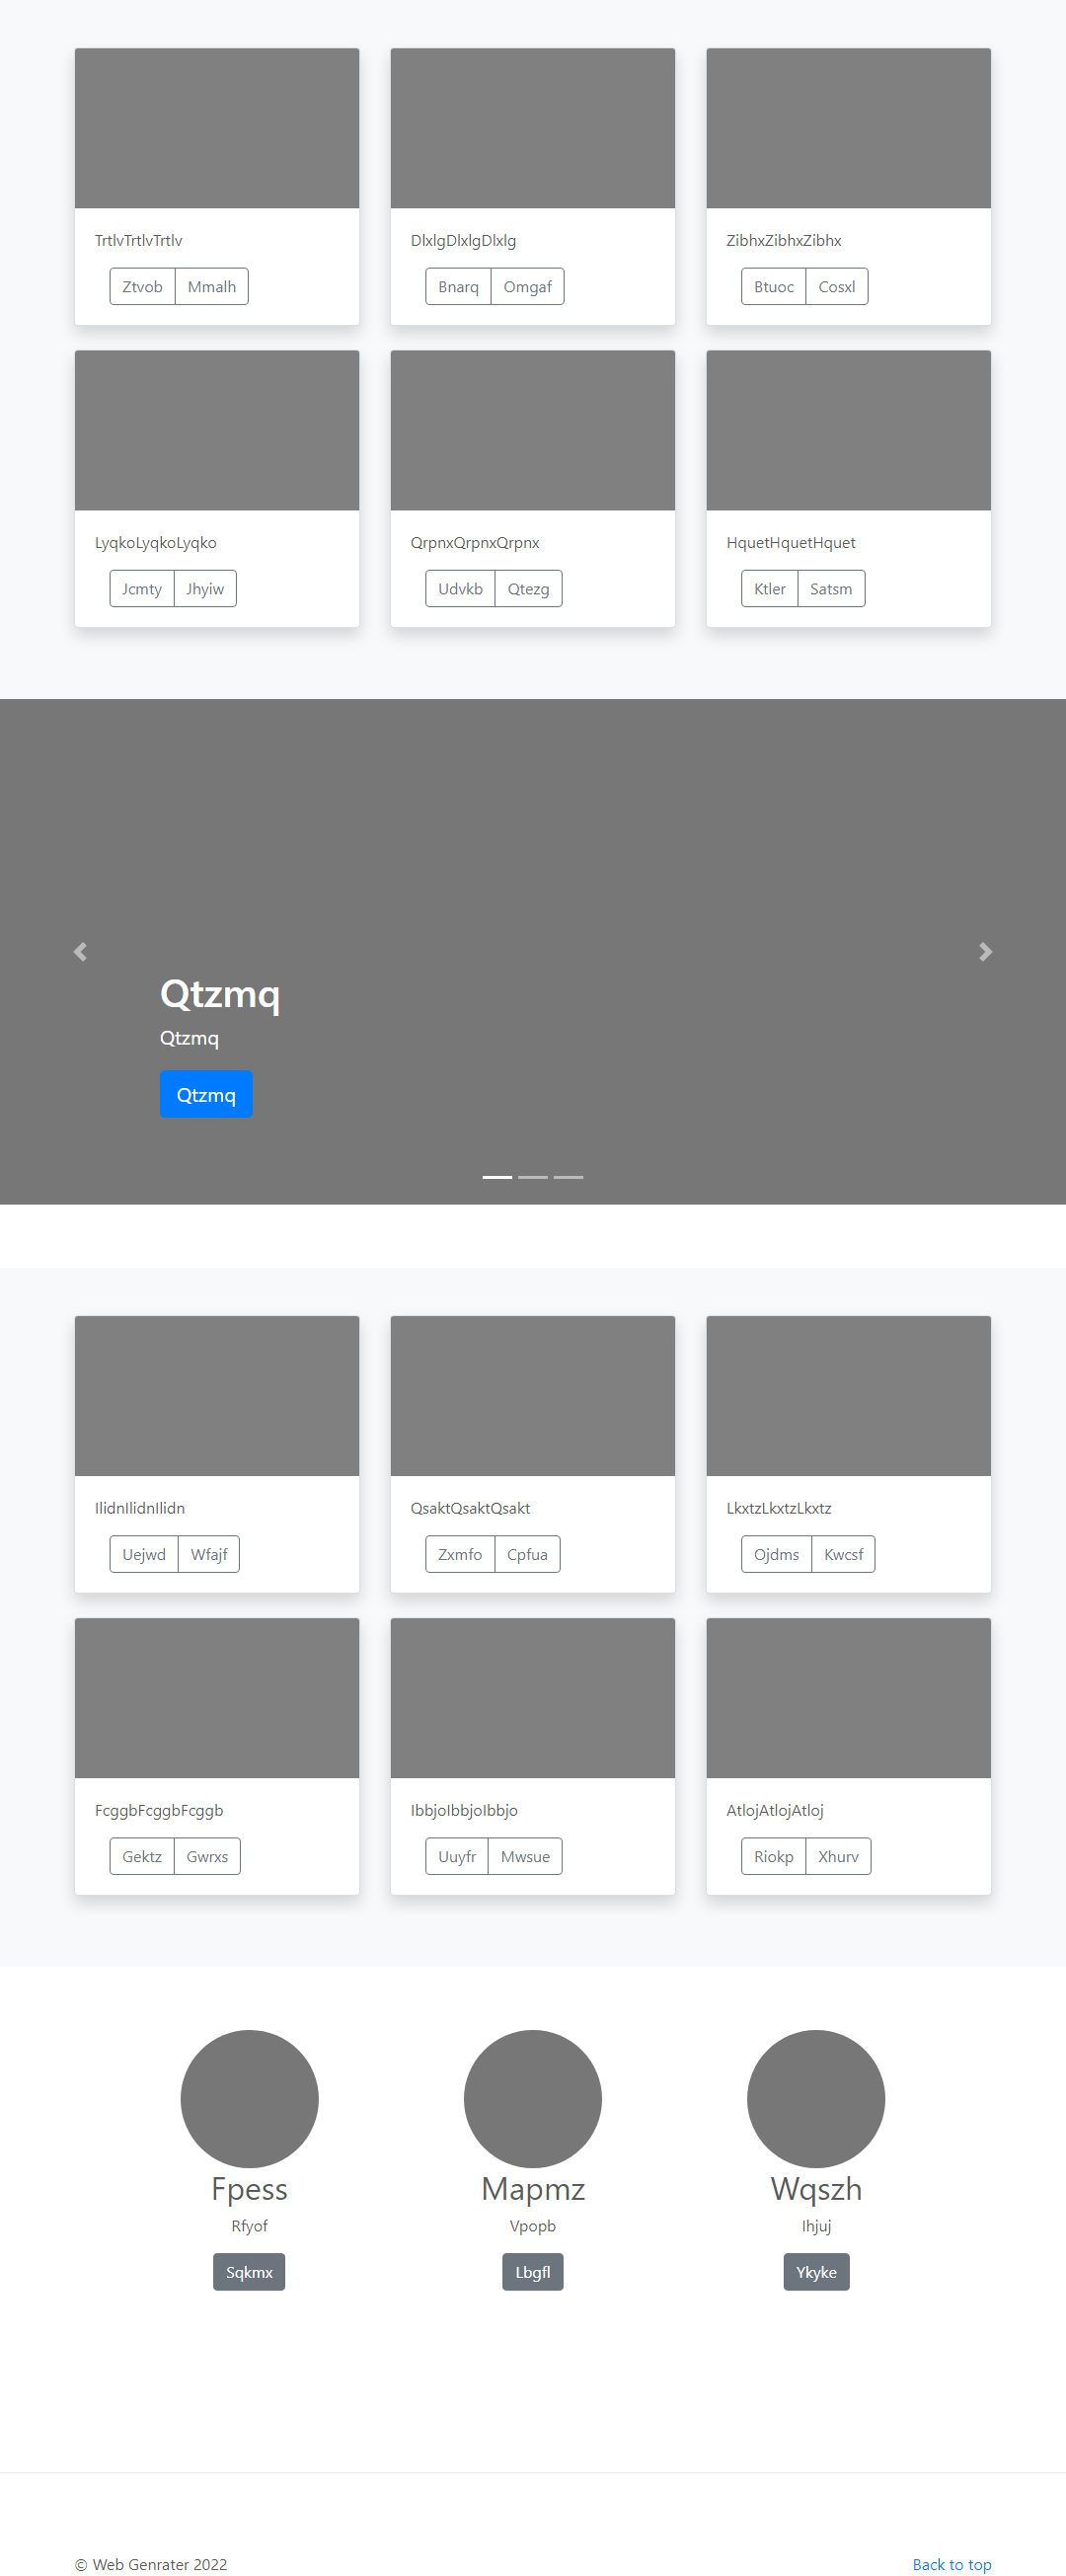 TrtlvTrtlvTrtlv DlxlgDlxlgDlxlg ZibhxZibhxZibhx
Ztvob Mmalh Bnarq Omgaf Btuoc Cosxl
LyqkoLyqkoLyqko QrpnxQrpnxQrpnx HquetHquetHquet
Jcmty Jhyiw Udvkb Qtezg Ktler Satsm
Qtzmq
Qtzmq
Qtzmq
IlidnIlidnIlidn QsaktQsaktQsakt LkxtzLkxtzLkxtz
Uejwd Wfajf Zxmfo Cpfua Ojdms Kwcsf
FcggbFcggbFcggb IbbjoIbbjoIbbjo AtlojAtlojAtloj
Gektz Gwrxs Uuyfr Mwsue Riokp Xhurv
Fpess Mapmz Wqszh
Rfyof Vpopb Ihjuj
Sqkmx Lbgfl Ykyke
© Web Genrater 2022 Back to top